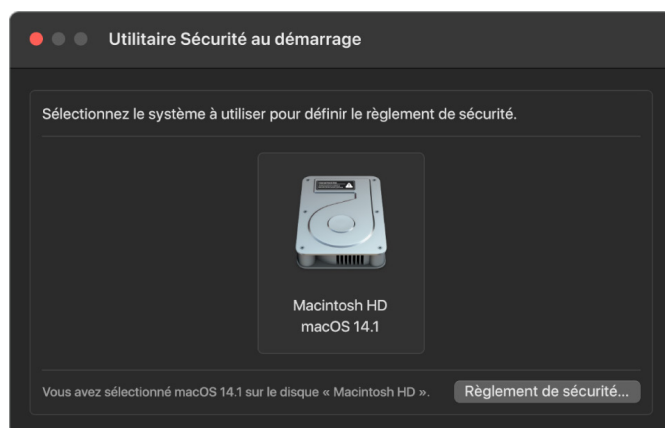 Utilitaire Sécurité au démarrage
Sélectionnez le système à utiliser pour définir le règlement de sécurité.
Macintosh HD
macOS 14.1
Vous avez sélectionné macOS 14.1 sur le disque « Macintosh HD ».
Règlement de sécurité...